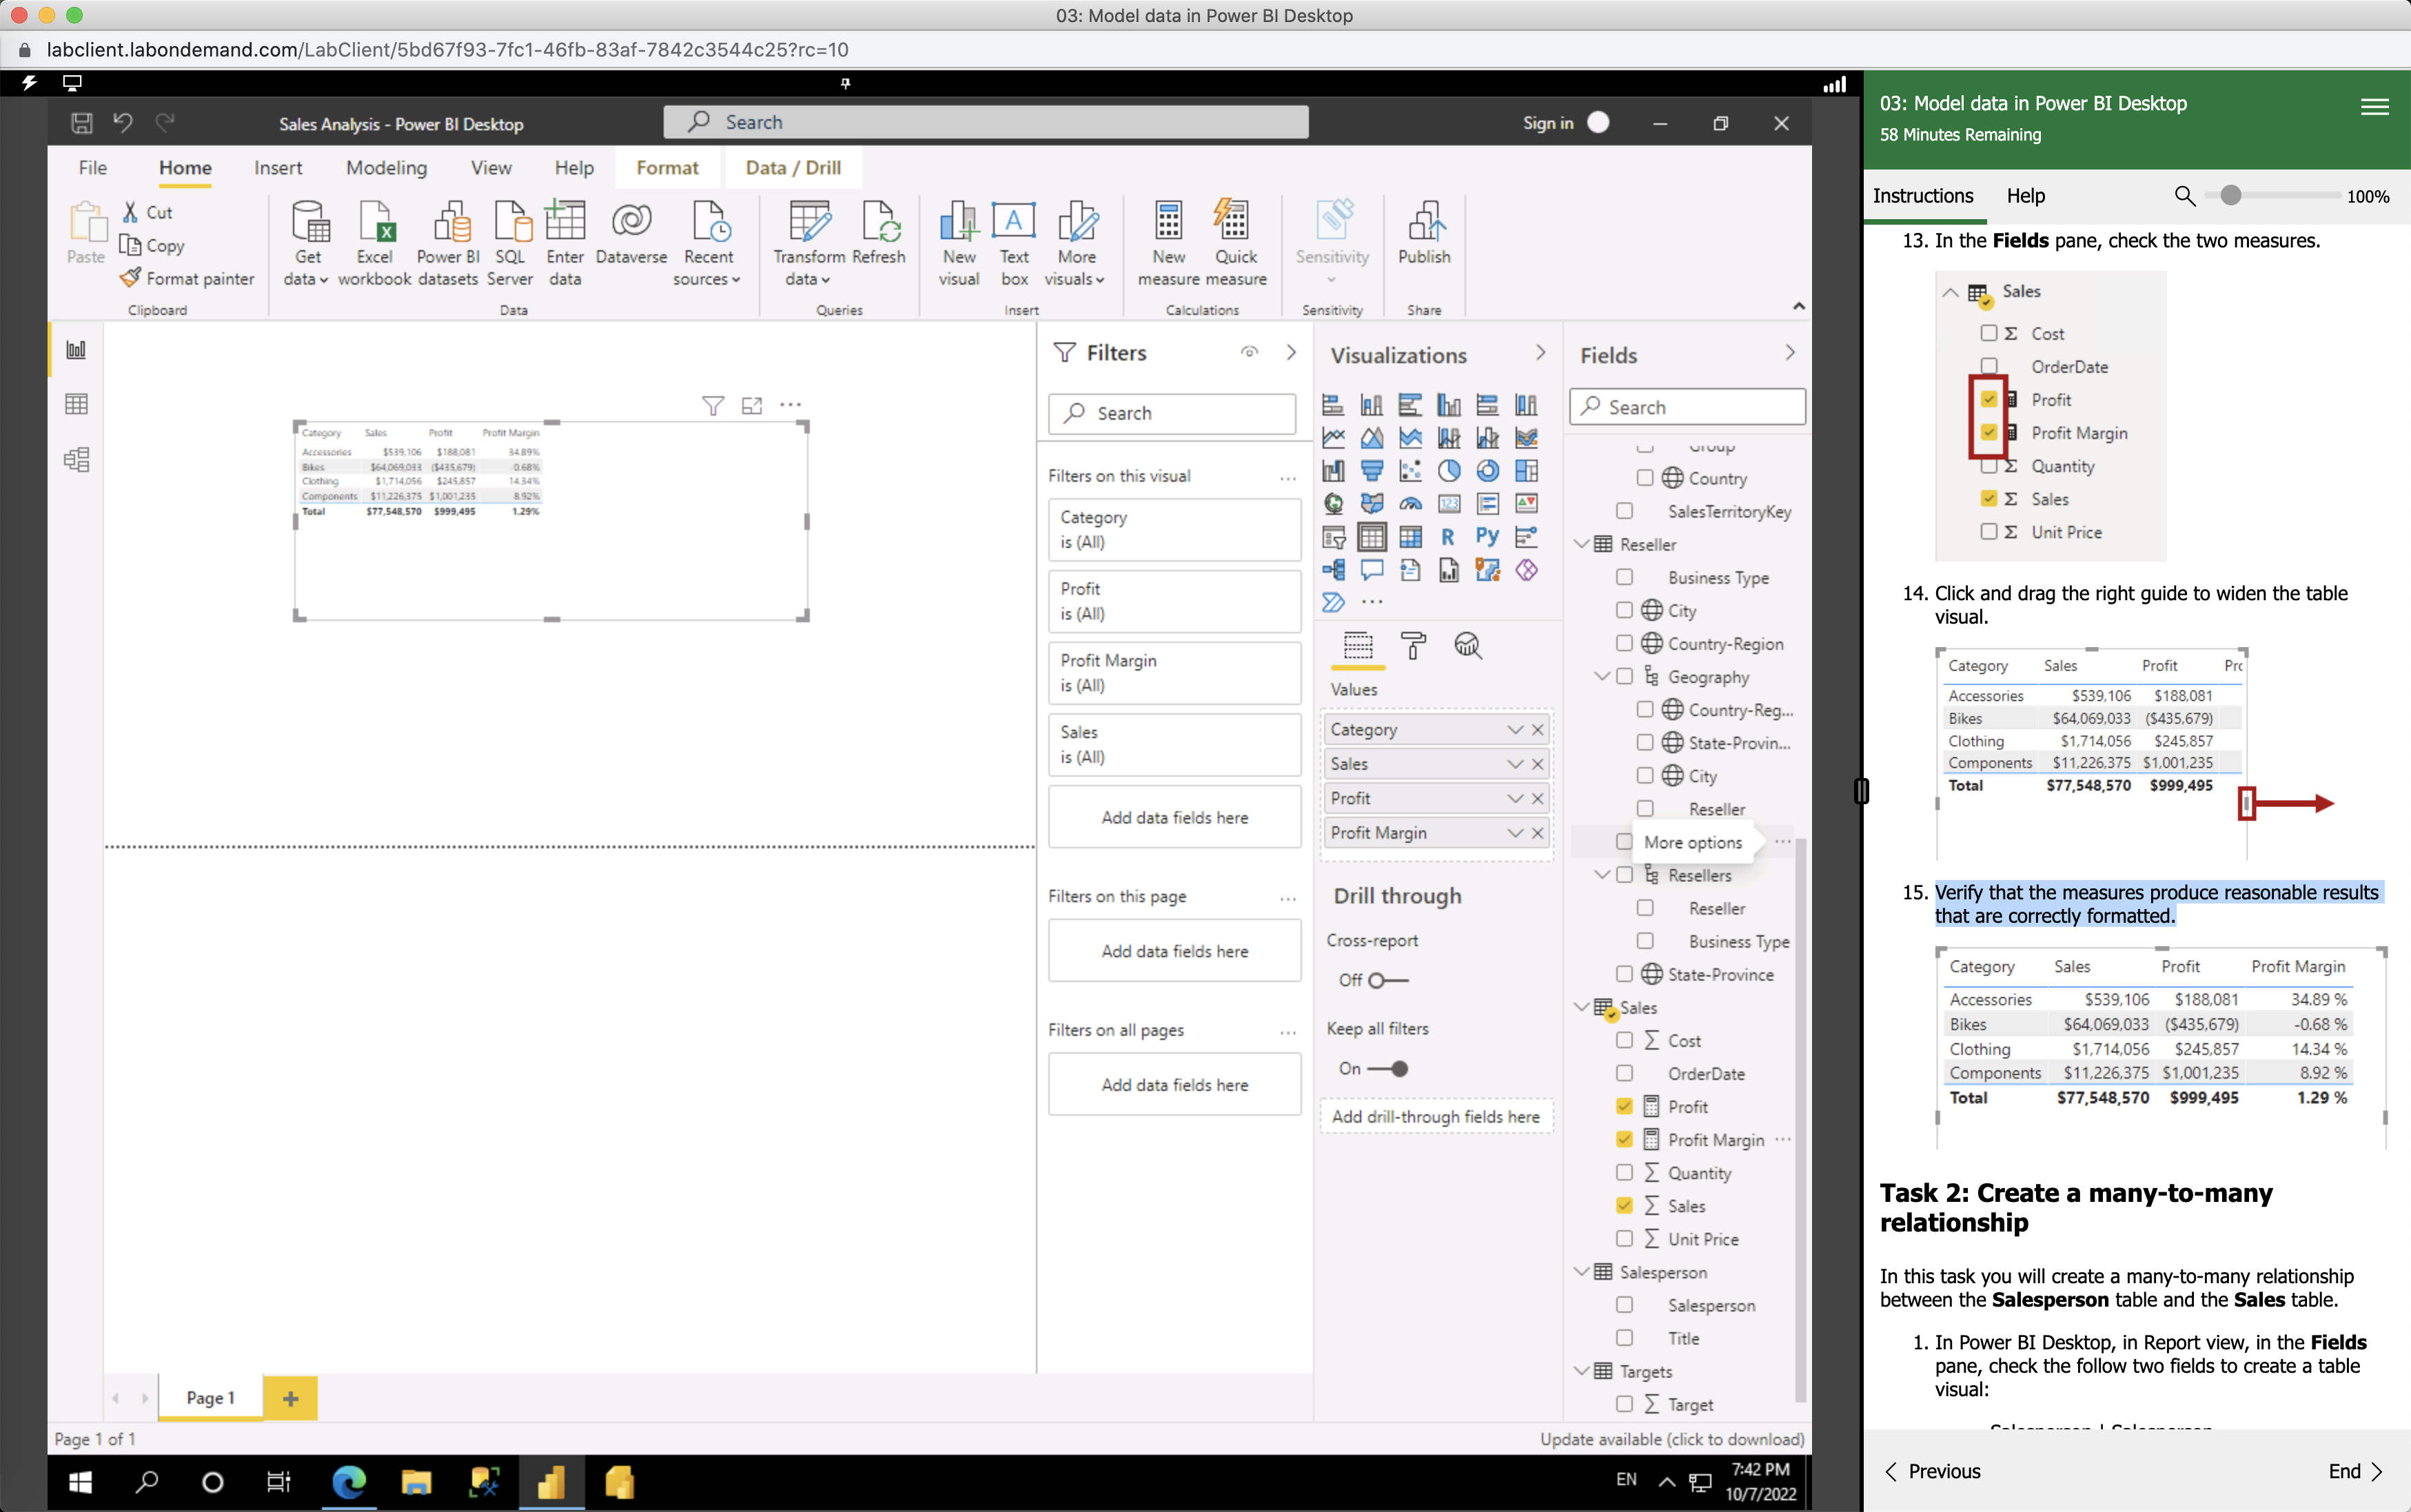 03: Model data in Power BI Desktop
labclient.labondemand.com/LabClient/5bd67f93-7fc1-46fb-83af-7842c3544c25?rc=10
Sales Analysis - Power BI Desktop
Search
Sign in
File
Home
Insert
Modeling
View
Help
Format
Data / Drill
Paste
Cut
Copy
Format painter
Clipboard
Get data
Excel workbook
Power BI datasets
SQL Server
Enter data
Dataverse
Recent sources
Data
Transform data
Refresh
Queries
New visual
Text box
More visuals
Insert
New measure
Quick measure
Calculations
Sensitivity
Sensitivity
Publish
Share
Category Sales Profit Profit Margin
Accessories $539,106 $188,081 34.89%
Bikes $64,069,033 ($435,679) -0.68%
Clothing $1,714,056 $245,857 14.34%
Components $11,226,375 $1,001,235 8.92%
Total $77,548,570 $999,495 1.29%
Page 1
Page 1 of 1
Update available (click to download)
Filters
Search
Filters on this visual
Category
is (All)
Profit
is (All)
Profit Margin
is (All)
Sales
is (All)
Add data fields here
Filters on this page
Add data fields here
Filters on all pages
Add data fields here
Visualizations
123
R
Py
Values
Category
Sales
Profit
Profit Margin
Drill through
Cross-report
Off
Keep all filters
On
Add drill-through fields here
Fields
Search
Group
Country
SalesTerritoryKey
Reseller
Business Type
City
Country-Region
Geography
Country-Reg...
State-Provin...
City
Reseller
More options
Resellers
Reseller
Business Type
State-Province
Sales
Cost
OrderDate
Profit
Profit Margin
Quantity
Sales
Unit Price
Salesperson
Salesperson
Title
Targets
Target
EN
7:42 PM
10/7/2022
03: Model data in Power BI Desktop
58 Minutes Remaining
Instructions
Help
100%
13. In the Fields pane, check the two measures.
Sales
Cost
OrderDate
Profit
Profit Margin
Quantity
Sales
Unit Price
14. Click and drag the right guide to widen the table
visual.
Category Sales Profit Prc
Accessories $539,106 $188,081
Bikes $64,069,033 ($435,679)
Clothing $1,714,056 $245,857
Components $11,226,375 $1,001,235
Total $77,548,570 $999,495
15. Verify that the measures produce reasonable results
that are correctly formatted.
Category Sales Profit Profit Margin
Accessories $539,106 $188,081 34.89 %
Bikes $64,069,033 ($435,679) -0.68 %
Clothing $1,714,056 $245,857 14.34 %
Components $11,226,375 $1,001,235 8.92 %
Total $77,548,570 $999,495 1.29 %
Task 2: Create a many-to-many
relationship
In this task you will create a many-to-many relationship
between the Salesperson table and the Sales table.
1. In Power BI Desktop, in Report view, in the Fields
pane, check the follow two fields to create a table
visual:
Salesperson | Salesperson
Previous
End